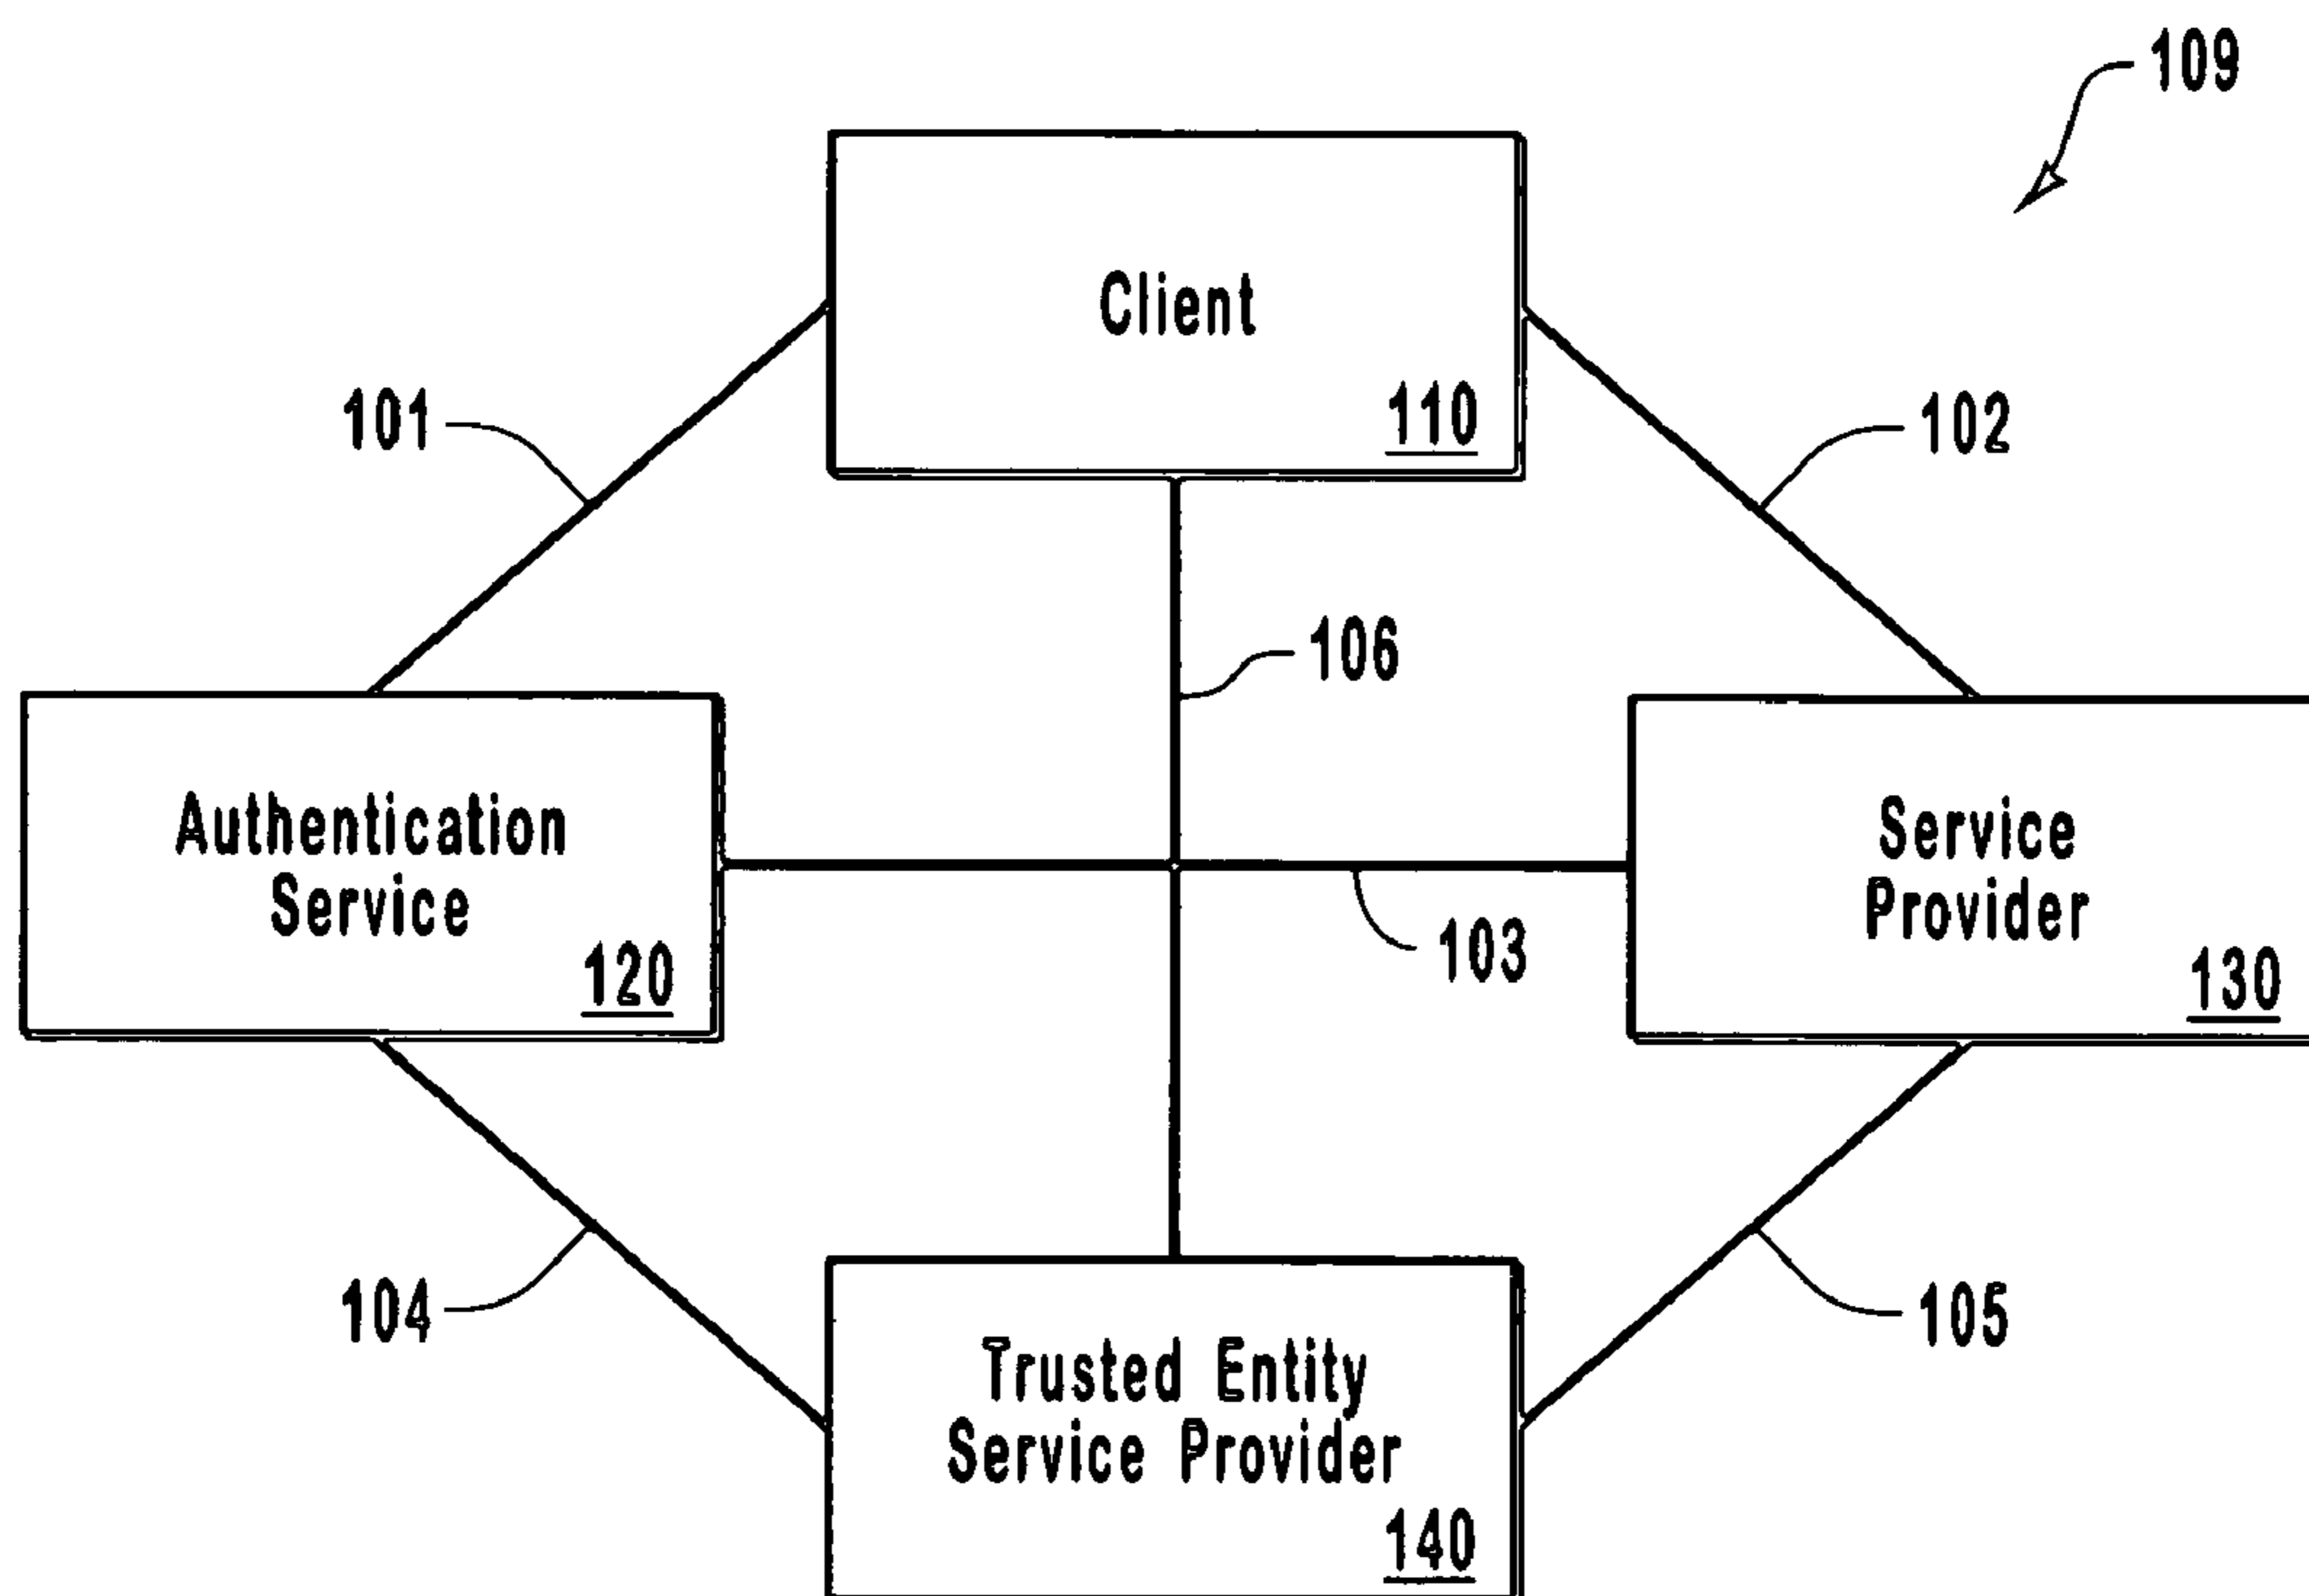 109
Client
110
101
102
106
Authentication
Service
120
Service
Provider
130
103
104
105
Trusted Entity
Service Provider
140